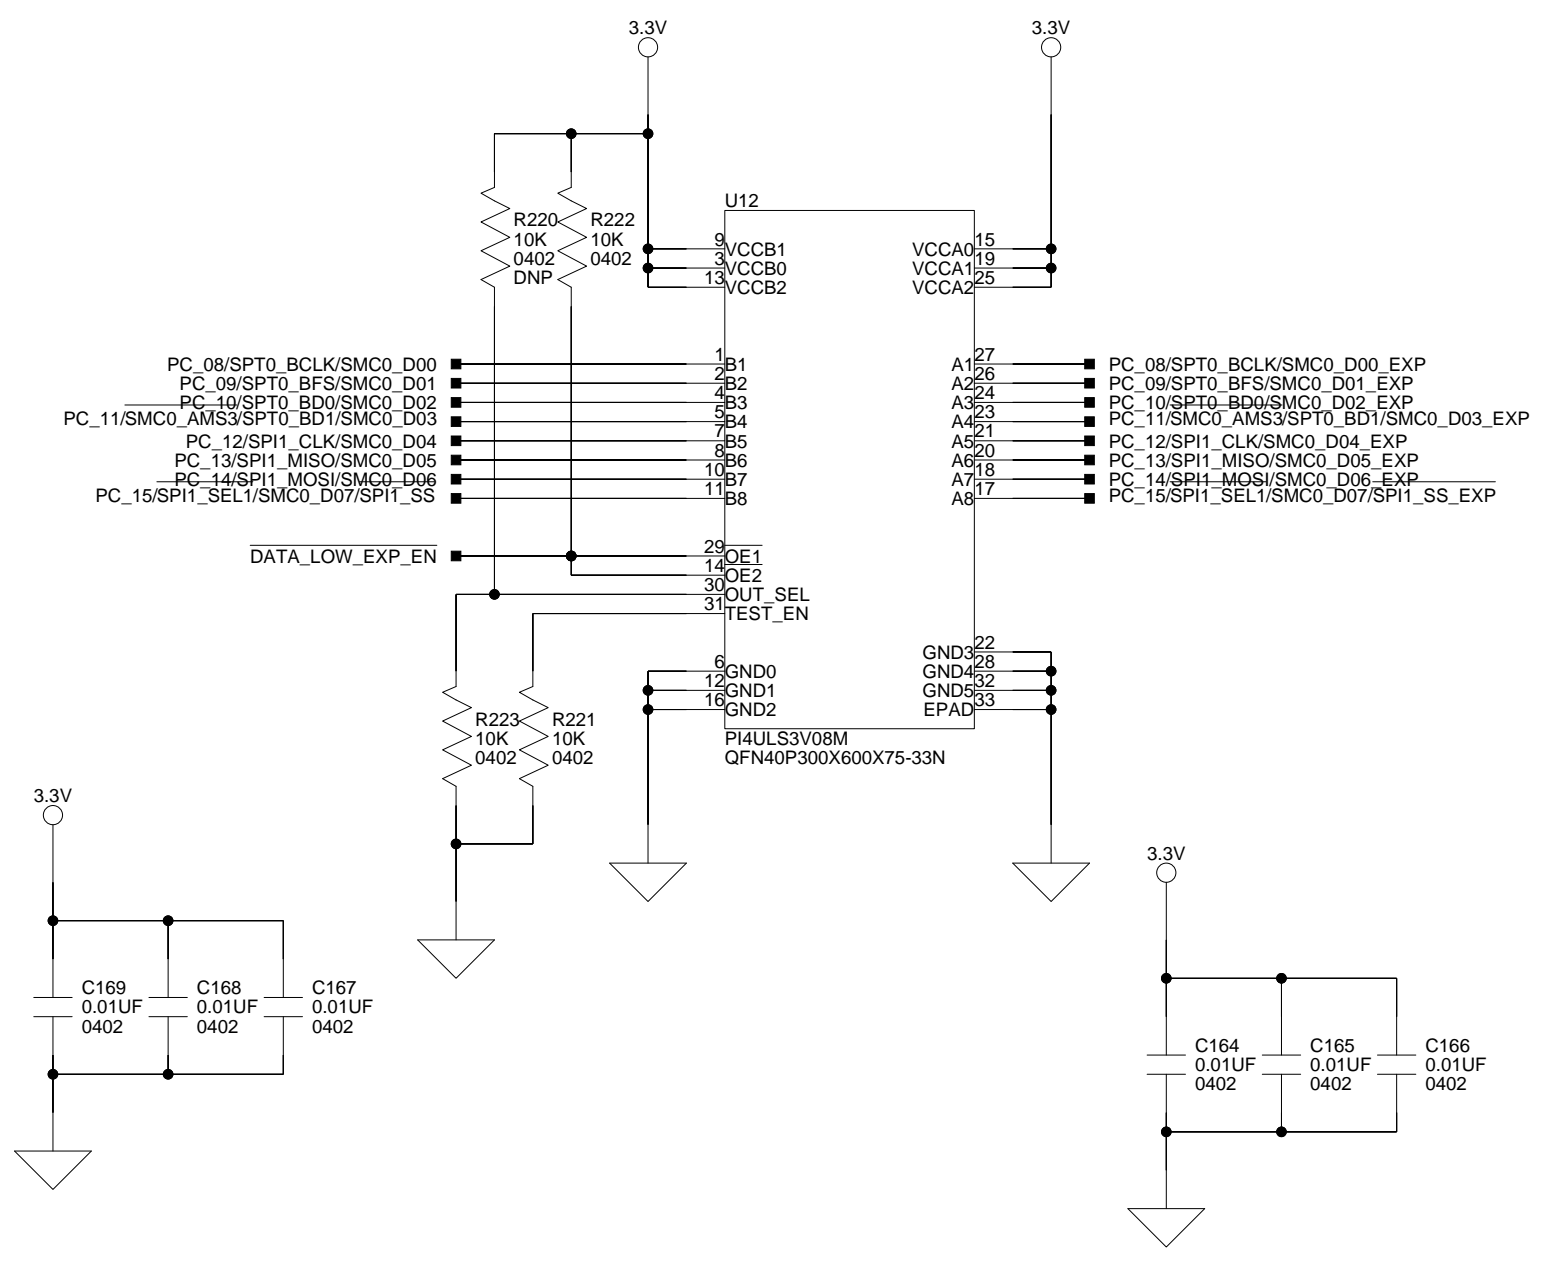 3.3V
3.3V
U12
R220
10K
0402
DNP
R222
10K
0402
9 VCCB1
3 VCCB0
13 VCCB2
VCCA0 15
VCCA1 19
VCCA2 25
PC_08/SPT0_BCLK/SMC0_D00 1 B1
PC_09/SPT0_BFS/SMC0_D01 2 B2
PC_10/SPT0_BD0/SMC0_D02 4 B3
PC_11/SMC0_AMS3/SPT0_BD1/SMC0_D03 5 B4
PC_12/SPI1_CLK/SMC0_D04 7 B5
PC_13/SPI1_MISO/SMC0_D05 8 B6
PC_14/SPI1_MOSI/SMC0_D06 10 B7
PC_15/SPI1_SEL1/SMC0_D07/SPI1_SS 11 B8
A1 27 PC_08/SPT0_BCLK/SMC0_D00_EXP
A2 26 PC_09/SPT0_BFS/SMC0_D01_EXP
A3 24 PC_10/SPT0_BD0/SMC0_D02_EXP
A4 23 PC_11/SMC0_AMS3/SPT0_BD1/SMC0_D03_EXP
A5 21 PC_12/SPI1_CLK/SMC0_D04_EXP
A6 20 PC_13/SPI1_MISO/SMC0_D05_EXP
A7 18 PC_14/SPI1_MOSI/SMC0_D06_EXP
A8 17 PC_15/SPI1_SEL1/SMC0_D07/SPI1_SS_EXP
DATA_LOW_EXP_EN 29 OE1
14 OE2
30 OUT_SEL
31 TEST_EN
6 GND0
12 GND1
16 GND2
GND3 22
GND4 28
GND5 32
EPAD 33
R223
10K
0402
R221
10K
0402
PI4ULS3V08M
QFN40P300X600X75-33N
3.3V
C169
0.01UF
0402
C168
0.01UF
0402
C167
0.01UF
0402
3.3V
C164
0.01UF
0402
C165
0.01UF
0402
C166
0.01UF
0402